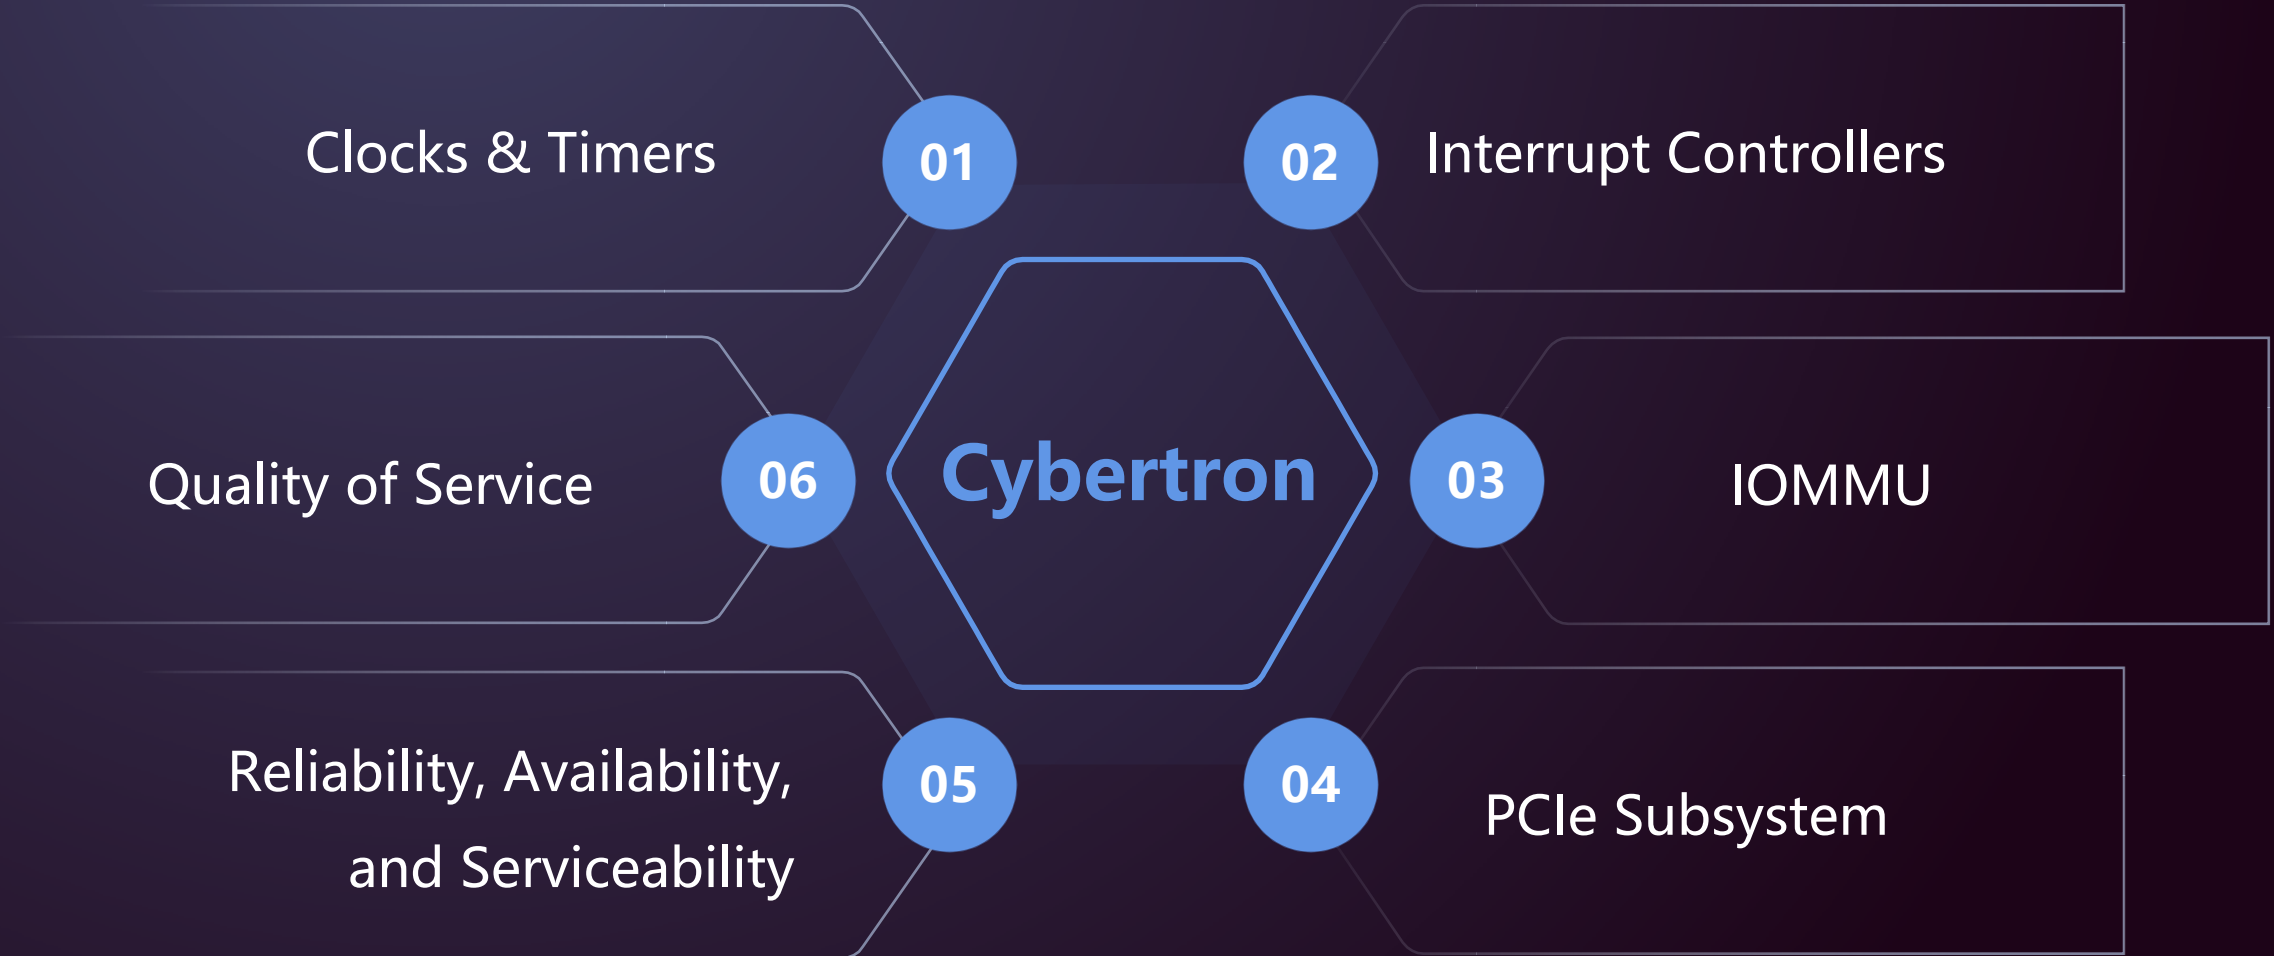 Clocks & Timers
01
02
Interrupt Controllers
Quality of Service
06
Cybertron
03
IOMMU
Reliability, Availability,
and Serviceability
05
04
PCIe Subsystem